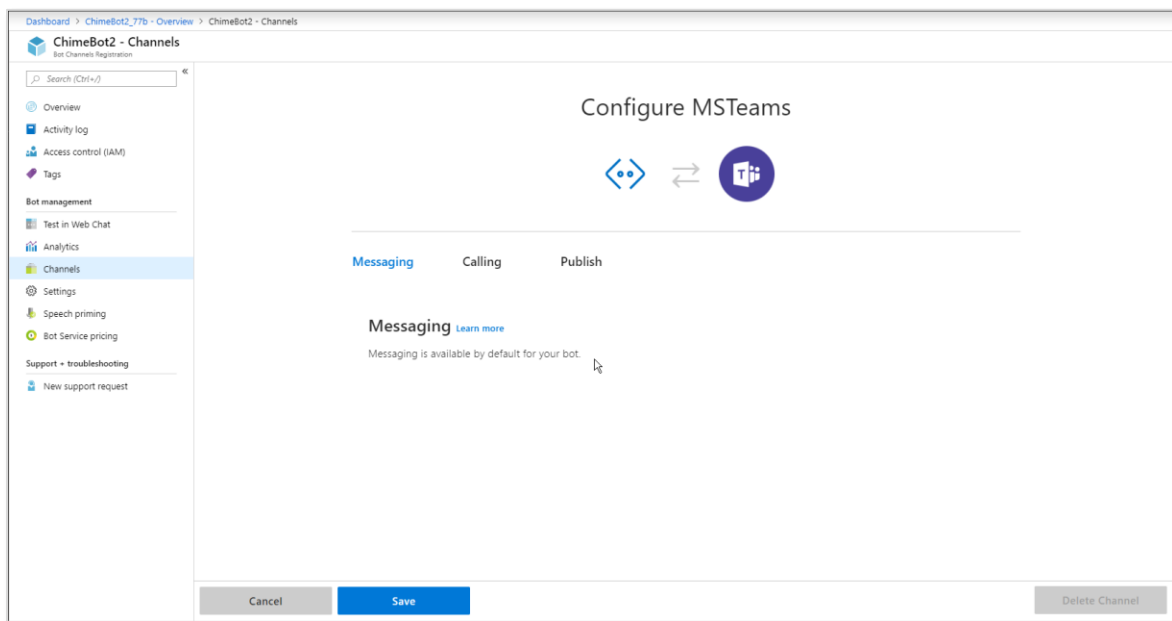 Dashboard > ChimeBot2_77b - Overview > ChimeBot2 - Channels
ChimeBot2 - Channels
Bot Channels Registration
Search (Ctrl+/)
«
Overview
Activity log
Access control (IAM)
Tags
Bot management
Test in Web Chat
Analytics
Channels
Settings
Speech priming
Bot Service pricing
Support + troubleshooting
New support request
Configure MSTeams
T
Messaging Calling Publish
Messaging Learn more
Messaging is available by default for your bot.
Cancel Save Delete Channel